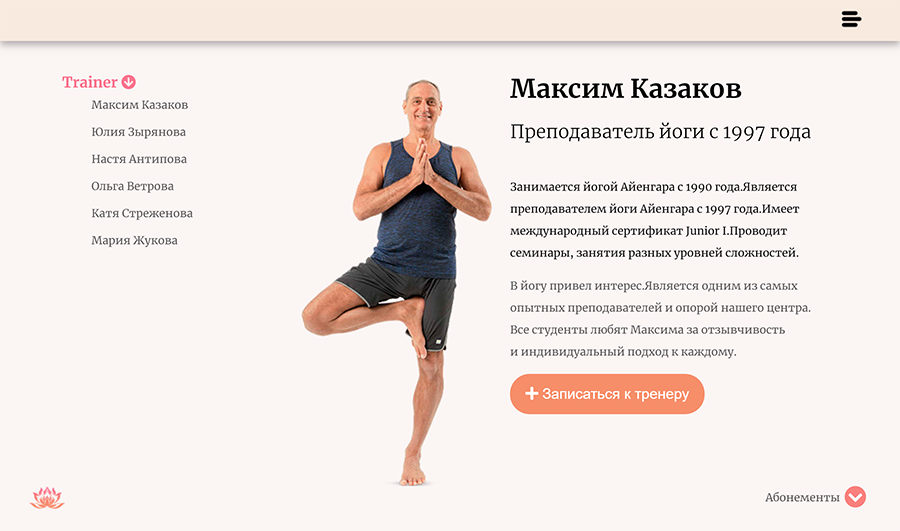 Trainer
Максим Казаков
Юлия Зырянова
Настя Антипова
Ольга Ветрова
Катя Стреженова
Мария Жукова
Максим Казаков
Преподаватель йоги с 1997 года
Занимается йогой Айенгара с 1990 года.Является
преподавателем йоги Айенгара с 1997 года.Имеет
международный сертификат Junior I.Проводит
семинары, занятия разных уровней сложностей.
В йогу привел интерес.Является одним из самых
опытных преподавателей и опорой нашего центра.
Все студенты любят Максима за отзывчивость
и индивидуальный подход к каждому.
Записаться к тренеру
Абонементы